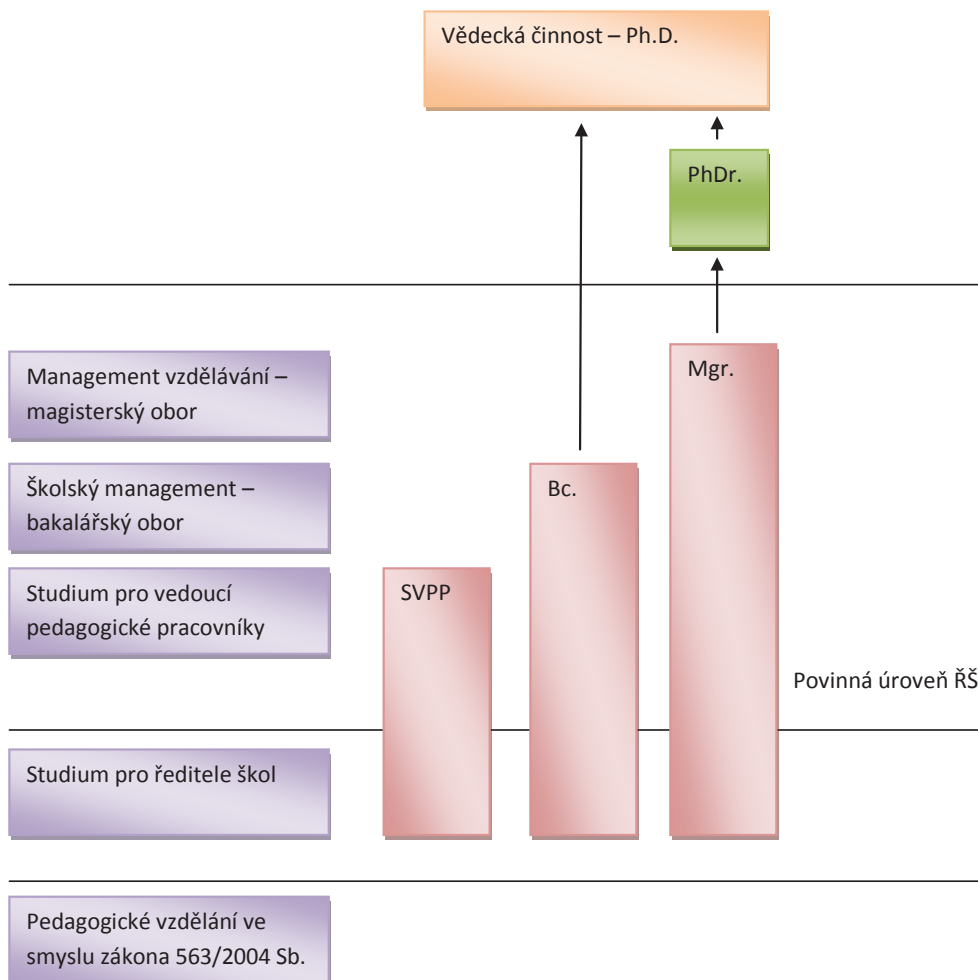 Vědecká činnost – Ph.D.
PhDr.
Management vzdělávání –
magisterský obor
Mgr.
Školský management –
bakalářský obor
Bc.
Studium pro vedoucí
pedagogické pracovníky
SVPP
Povinná úroveň ŘŠ
Studium pro ředitele škol
Pedagogické vzdělání ve
smyslu zákona 563/2004 Sb.